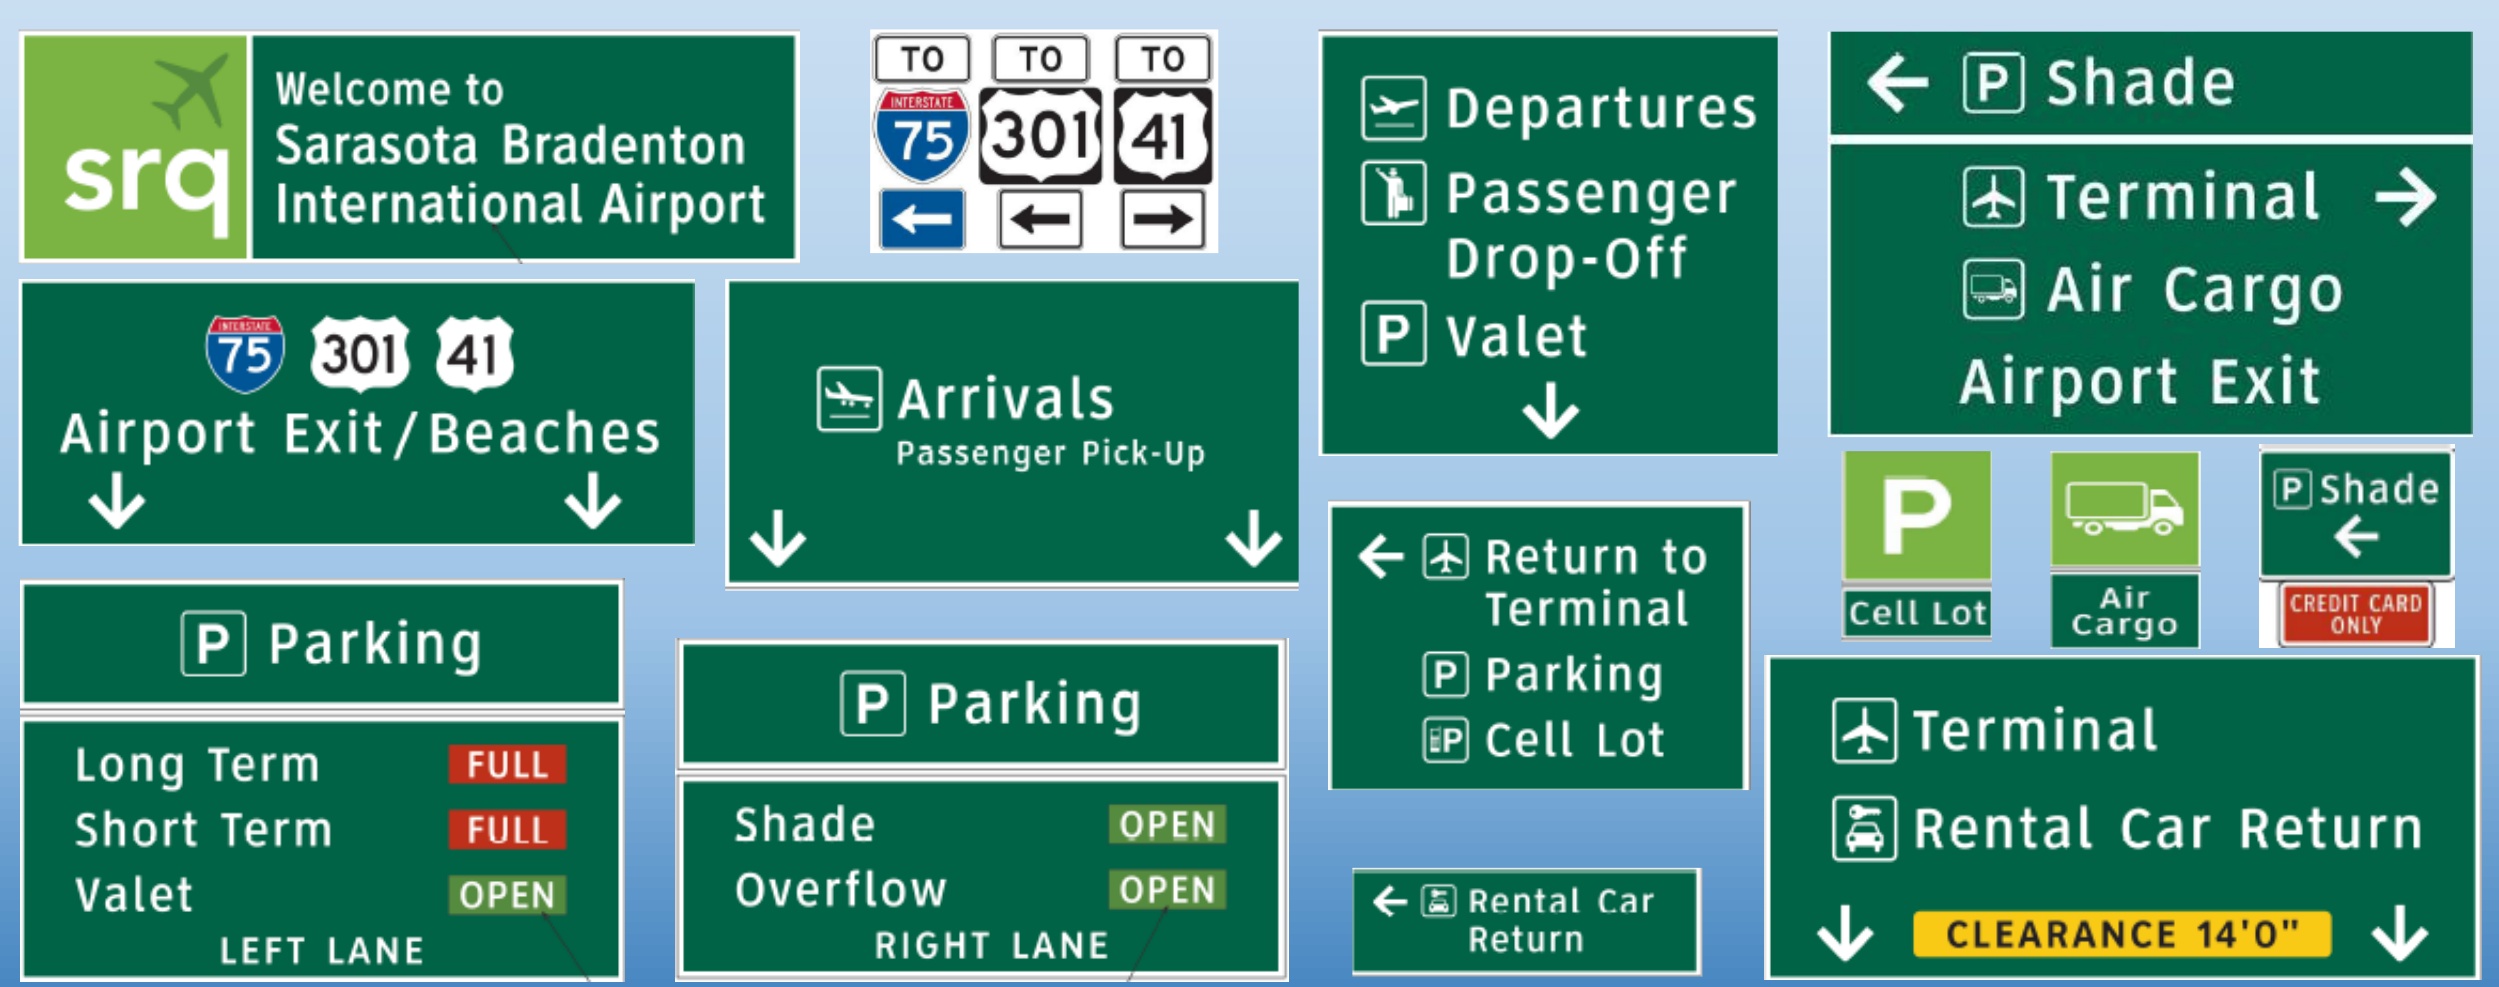 srq
Welcome to
Sarasota Bradenton
International Airport
TO TO TO
INTERSTATE
75 301 41
Departures
Passenger
Drop-Off
P Valet
P Shade
Terminal
Air Cargo
Airport Exit
INTERSTATE
75 301 41
Airport Exit/Beaches
Arrivals
Passenger Pick-Up
P
Cell Lot
Air
Cargo
P Shade
CREDIT CARD
ONLY
Return to
Terminal
P Parking
P Cell Lot
P Parking
Long Term FULL
Short Term FULL
Valet OPEN
LEFT LANE
P Parking
Shade OPEN
Overflow OPEN
RIGHT LANE
Rental Car
Return
Terminal
Rental Car Return
CLEARANCE 14'0"